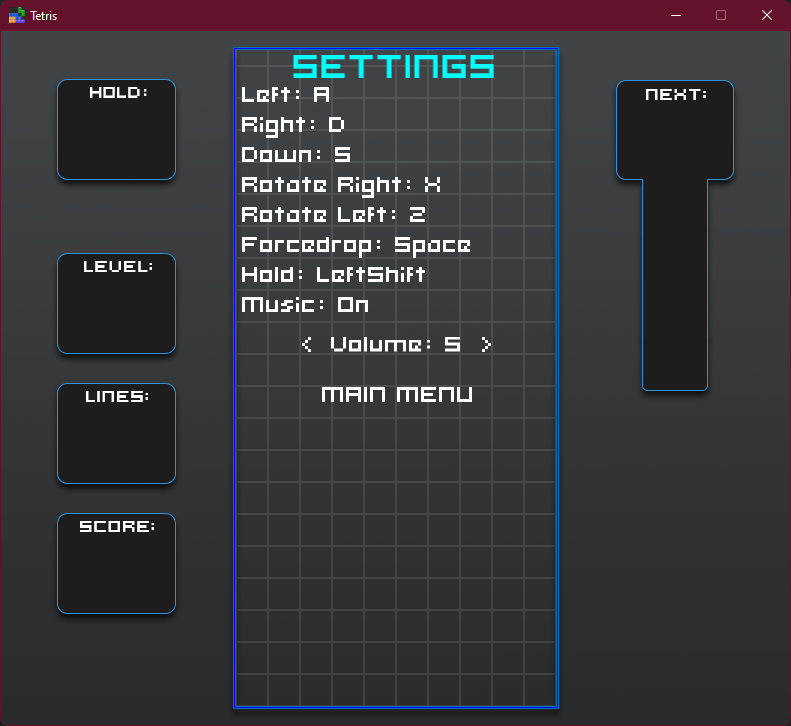 Tetris
HOLD:
LEVEL:
LINES:
SCORE:
SETTINGS
Left: A
Right: D
Down: S
Rotate Right: X
Rotate Left: Z
Forcedrop: Space
Hold: LeftShift
Music: On
< Volume: 5 >
MAIN MENU
NEXT: